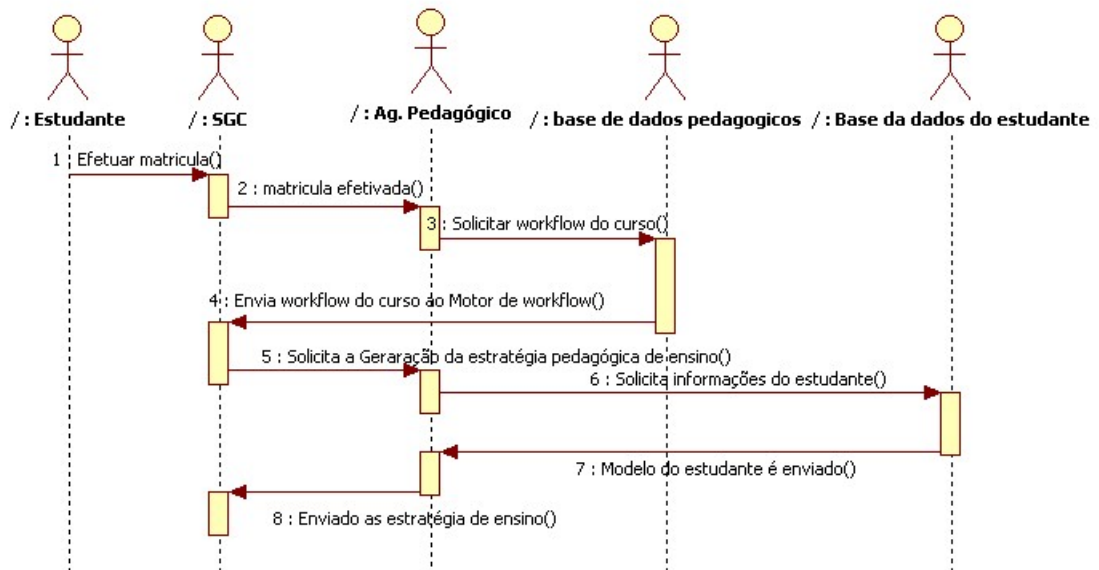 / : Estudante
/ : SGC
/ : Ag. Pedagógico
/ : base de dados pedagogicos
/ : Base da dados do estudante
1 : Efetuar matricula()
2 : matricula efetivada()
3 : Solicitar workflow do curso()
4 : Envia workflow do curso ao Motor de workflow()
5 : Solicita a Geraração da estratégia pedagógica de ensino()
6 : Solicita informações do estudante()
7 : Modelo do estudante é enviado()
8 : Enviado as estratégia de ensino()